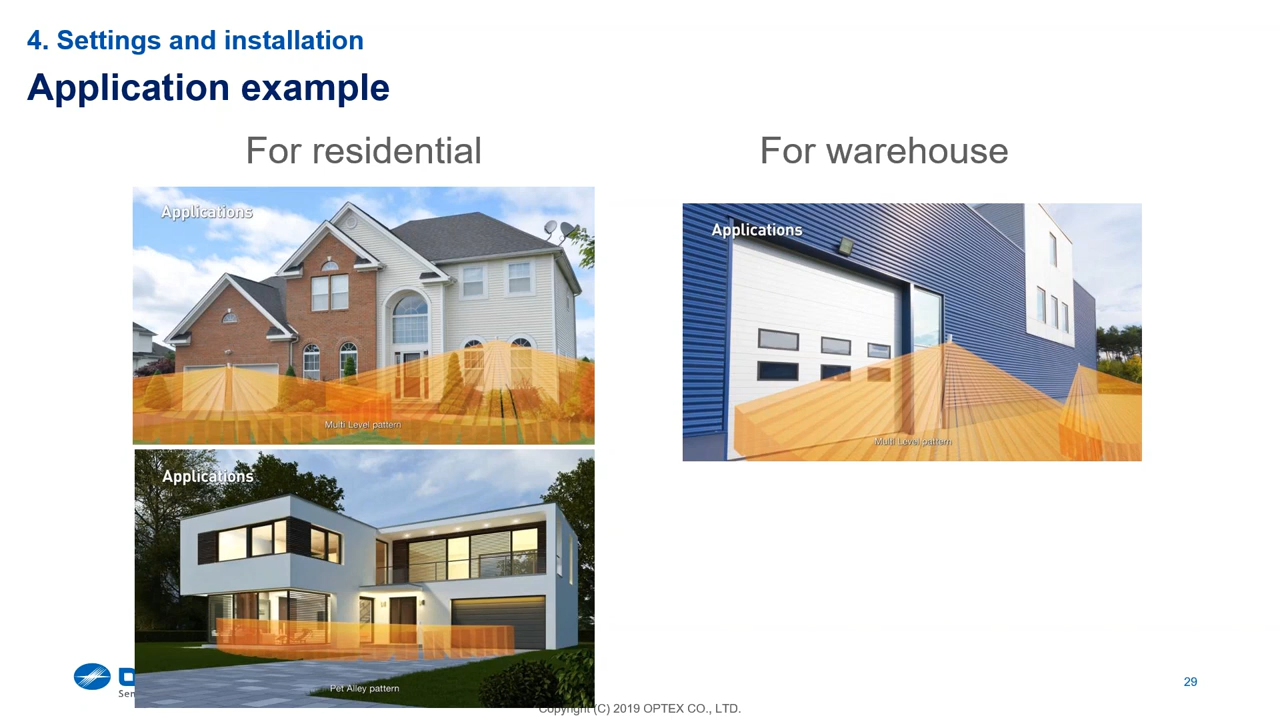 4. Settings and installation
Application example
For residential
For warehouse
Applications
Multi Level pattern
Applications
Multi Level pattern
Applications
Pet Alley pattern
29
Copyright (C) 2019 OPTEX CO., LTD.